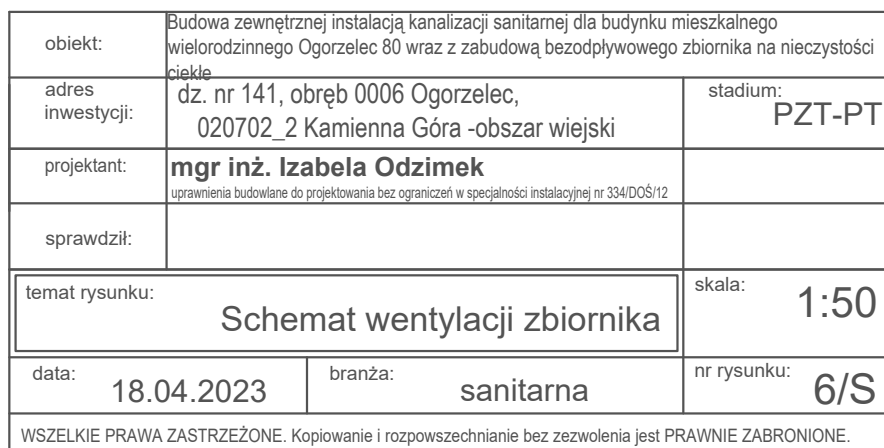 obiekt:
Budowa zewnętrznej instalacją kanalizacji sanitarnej dla budynku mieszkalnego
wielorodzinnego Ogorzelec 80 wraz z zabudową bezodpływowego zbiornika na nieczystości
ciekłe
adres
inwestycji:
dz. nr 141, obręb 0006 Ogorzelec,
020702_2 Kamienna Góra -obszar wiejski
stadium:
PZT-PT
projektant:
mgr inż. Izabela Odzimek
uprawnienia budowlane do projektowania bez ograniczeń w specjalności instalacyjnej nr 334/DOŚ/12
sprawdził:
temat rysunku:
Schemat wentylacji zbiornika
skala:
1:50
data:
18.04.2023
branża:
sanitarna
nr rysunku:
6/S
WSZELKIE PRAWA ZASTRZEŻONE. Kopiowanie i rozpowszechnianie bez zezwolenia jest PRAWNIE ZABRONIONE.